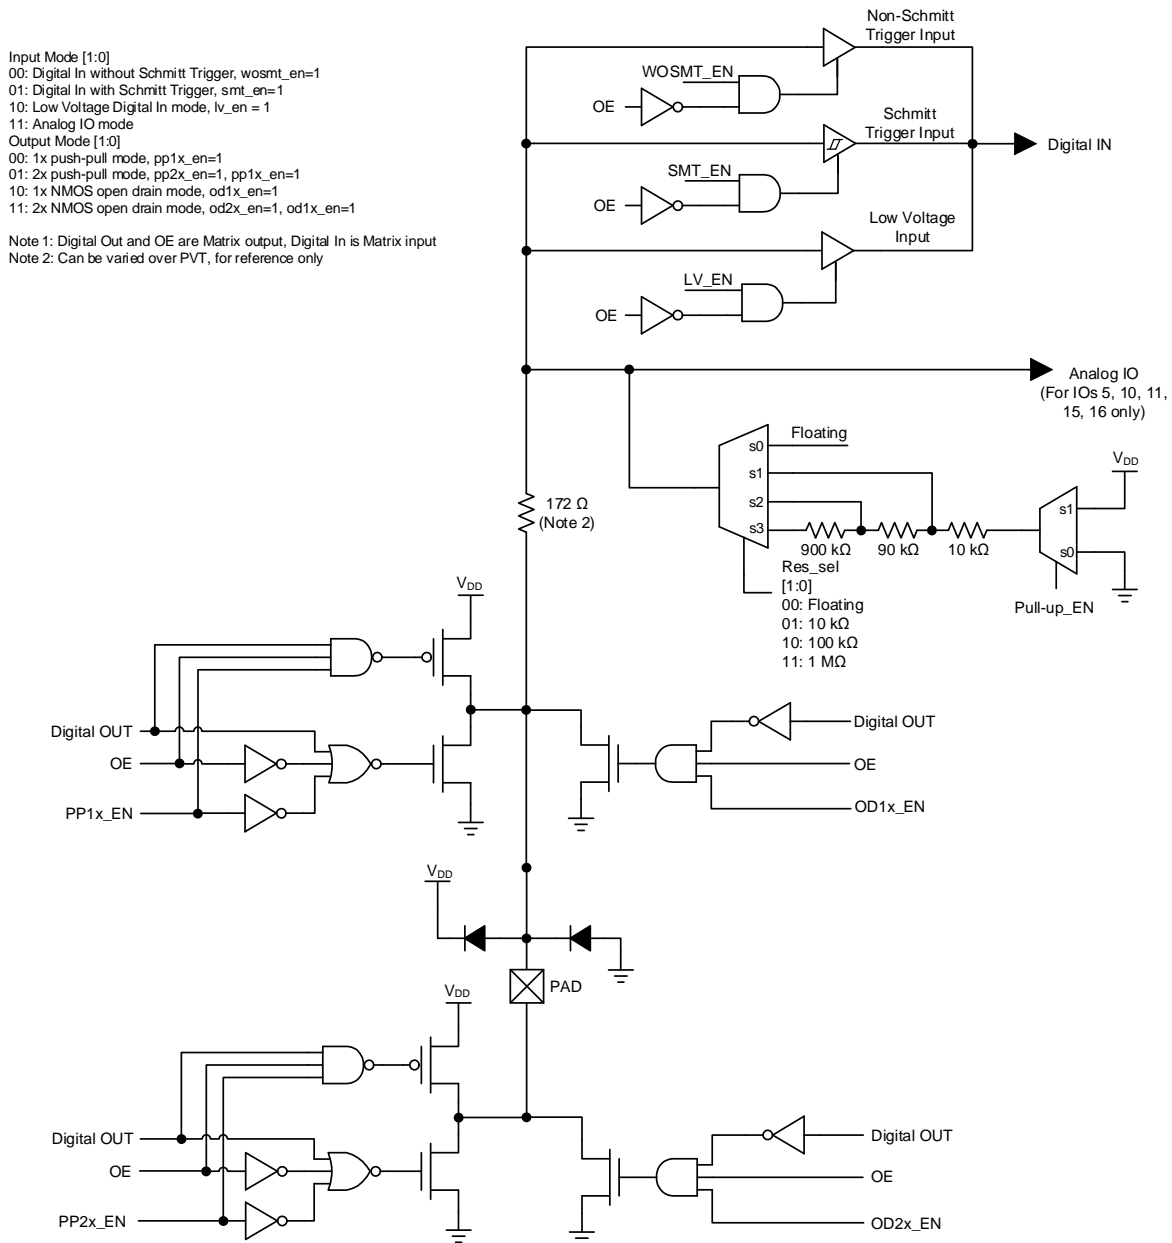 Input Mode [1:0]
00: Digital In without Schmitt Trigger, wosmt_en=1
01: Digital In with Schmitt Trigger, smt_en=1
10: Low Voltage Digital In mode, lv_en = 1
11: Analog IO mode
Output Mode [1:0]
00: 1x push-pull mode, pp1x_en=1
01: 2x push-pull mode, pp2x_en=1, pp1x_en=1
10: 1x NMOS open drain mode, od1x_en=1
11: 2x NMOS open drain mode, od2x_en=1, od1x_en=1
Note 1: Digital Out and OE are Matrix output, Digital In is Matrix input
Note 2: Can be varied over PVT, for reference only
Non-Schmitt
Trigger Input
WOSMT_EN
OE
Schmitt
Trigger Input
Digital IN
SMT_EN
OE
Low Voltage
Input
LV_EN
OE
Analog IO
(For IOs 5, 10, 11,
15, 16 only)
Floating
s0
s1
s2
s3
VDD
s1
s0
172 Ω
(Note 2)
900 kΩ
90 kΩ
10 kΩ
Res_sel
[1:0]
00: Floating
01: 10 kΩ
10: 100 kΩ
11: 1 MΩ
Pull-up_EN
VDD
Digital OUT
OE
PP1x_EN
Digital OUT
OE
OD1x_EN
VDD
PAD
VDD
Digital OUT
OE
PP2x_EN
Digital OUT
OE
OD2x_EN